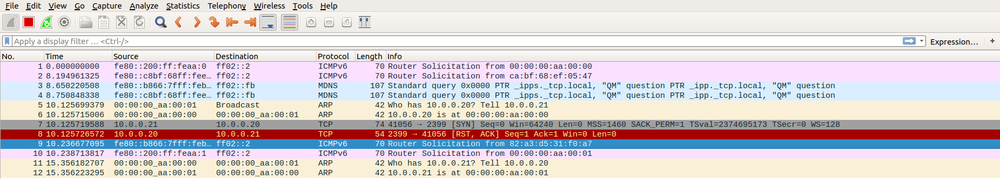 File Edit View Go Capture Analyze Statistics Telephony Wireless Tools Help
Apply a display filter … <Ctrl-/> Expression… +
No. Time Source Destination Protocol Length Info
1 0.000000000 fe80::200:ff:feaa:0 ff02::2 ICMPv6 70 Router Solicitation from 00:00:00:aa:00:00
2 8.194961325 fe80::c8bf:68ff:fee… ff02::2 ICMPv6 70 Router Solicitation from ca:bf:68:ef:05:47
3 8.650220508 fe80::b866:7fff:feb… ff02::fb MDNS 107 Standard query 0x0000 PTR _ipps._tcp.local, "QM" question PTR _ipp._tcp.local, "QM" question
4 8.750848338 fe80::c8bf:68ff:fee… ff02::fb MDNS 107 Standard query 0x0000 PTR _ipps._tcp.local, "QM" question PTR _ipp._tcp.local, "QM" question
5 10.125699379 00:00:00_aa:00:01 Broadcast ARP 42 Who has 10.0.0.20? Tell 10.0.0.21
6 10.125715006 00:00:00_aa:00:00 00:00:00_aa:00:01 ARP 42 10.0.0.20 is at 00:00:00:aa:00:00
7 10.125719588 10.0.0.21 10.0.0.20 TCP 74 41056 → 2399 [SYN] Seq=0 Win=64240 Len=0 MSS=1460 SACK_PERM=1 TSval=2374695173 TSecr=0 WS=128
8 10.125726572 10.0.0.20 10.0.0.21 TCP 54 2399 → 41056 [RST, ACK] Seq=1 Ack=1 Win=0 Len=0
9 10.236677095 fe80::b866:7fff:feb… ff02::2 ICMPv6 70 Router Solicitation from 82:a3:d5:31:f0:a7
10 10.238713817 fe80::200:ff:feaa:1 ff02::2 ICMPv6 70 Router Solicitation from 00:00:00:aa:00:01
11 15.356182707 00:00:00_aa:00:00 00:00:00_aa:00:01 ARP 42 Who has 10.0.0.21? Tell 10.0.0.20
12 15.356223295 00:00:00_aa:00:01 00:00:00_aa:00:00 ARP 42 10.0.0.21 is at 00:00:00:aa:00:01